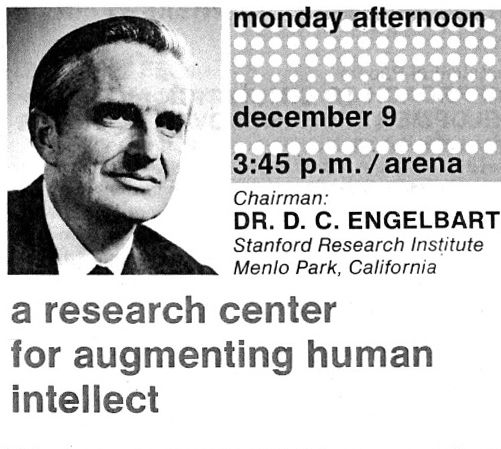 monday afternoon
december 9
3:45 p.m. / arena
Chairman:
DR. D. C. ENGELBART
Stanford Research Institute
Menlo Park, California
a research center
for augmenting human
intellect